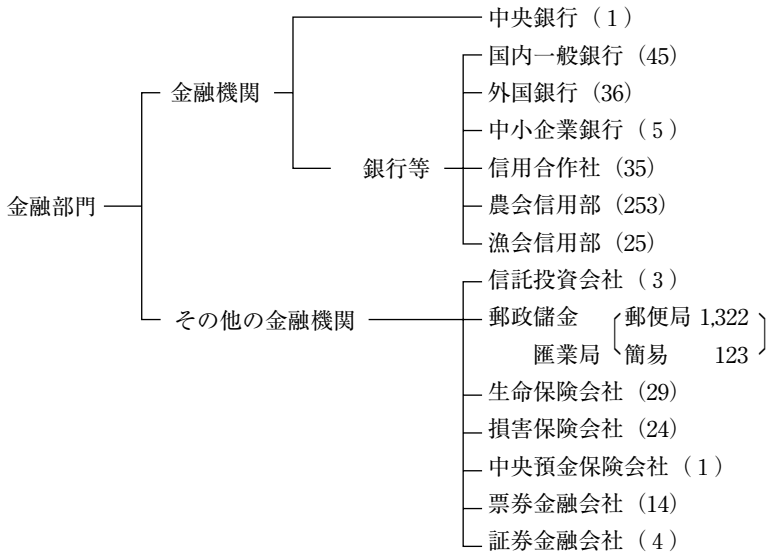 中央銀行（1）
国内一般銀行（45）
金融機関
外国銀行（36）
中小企業銀行（5）
銀行等
信用合作社（35）
金融部門
農会信用部（253）
漁会信用部（25）
信託投資会社（3）
その他の金融機関
郵政儲金 郵便局 1,322
匯業局 簡易 123
生命保険会社（29）
損害保険会社（24）
中央預金保険会社（1）
票券金融会社（14）
証券金融会社（4）